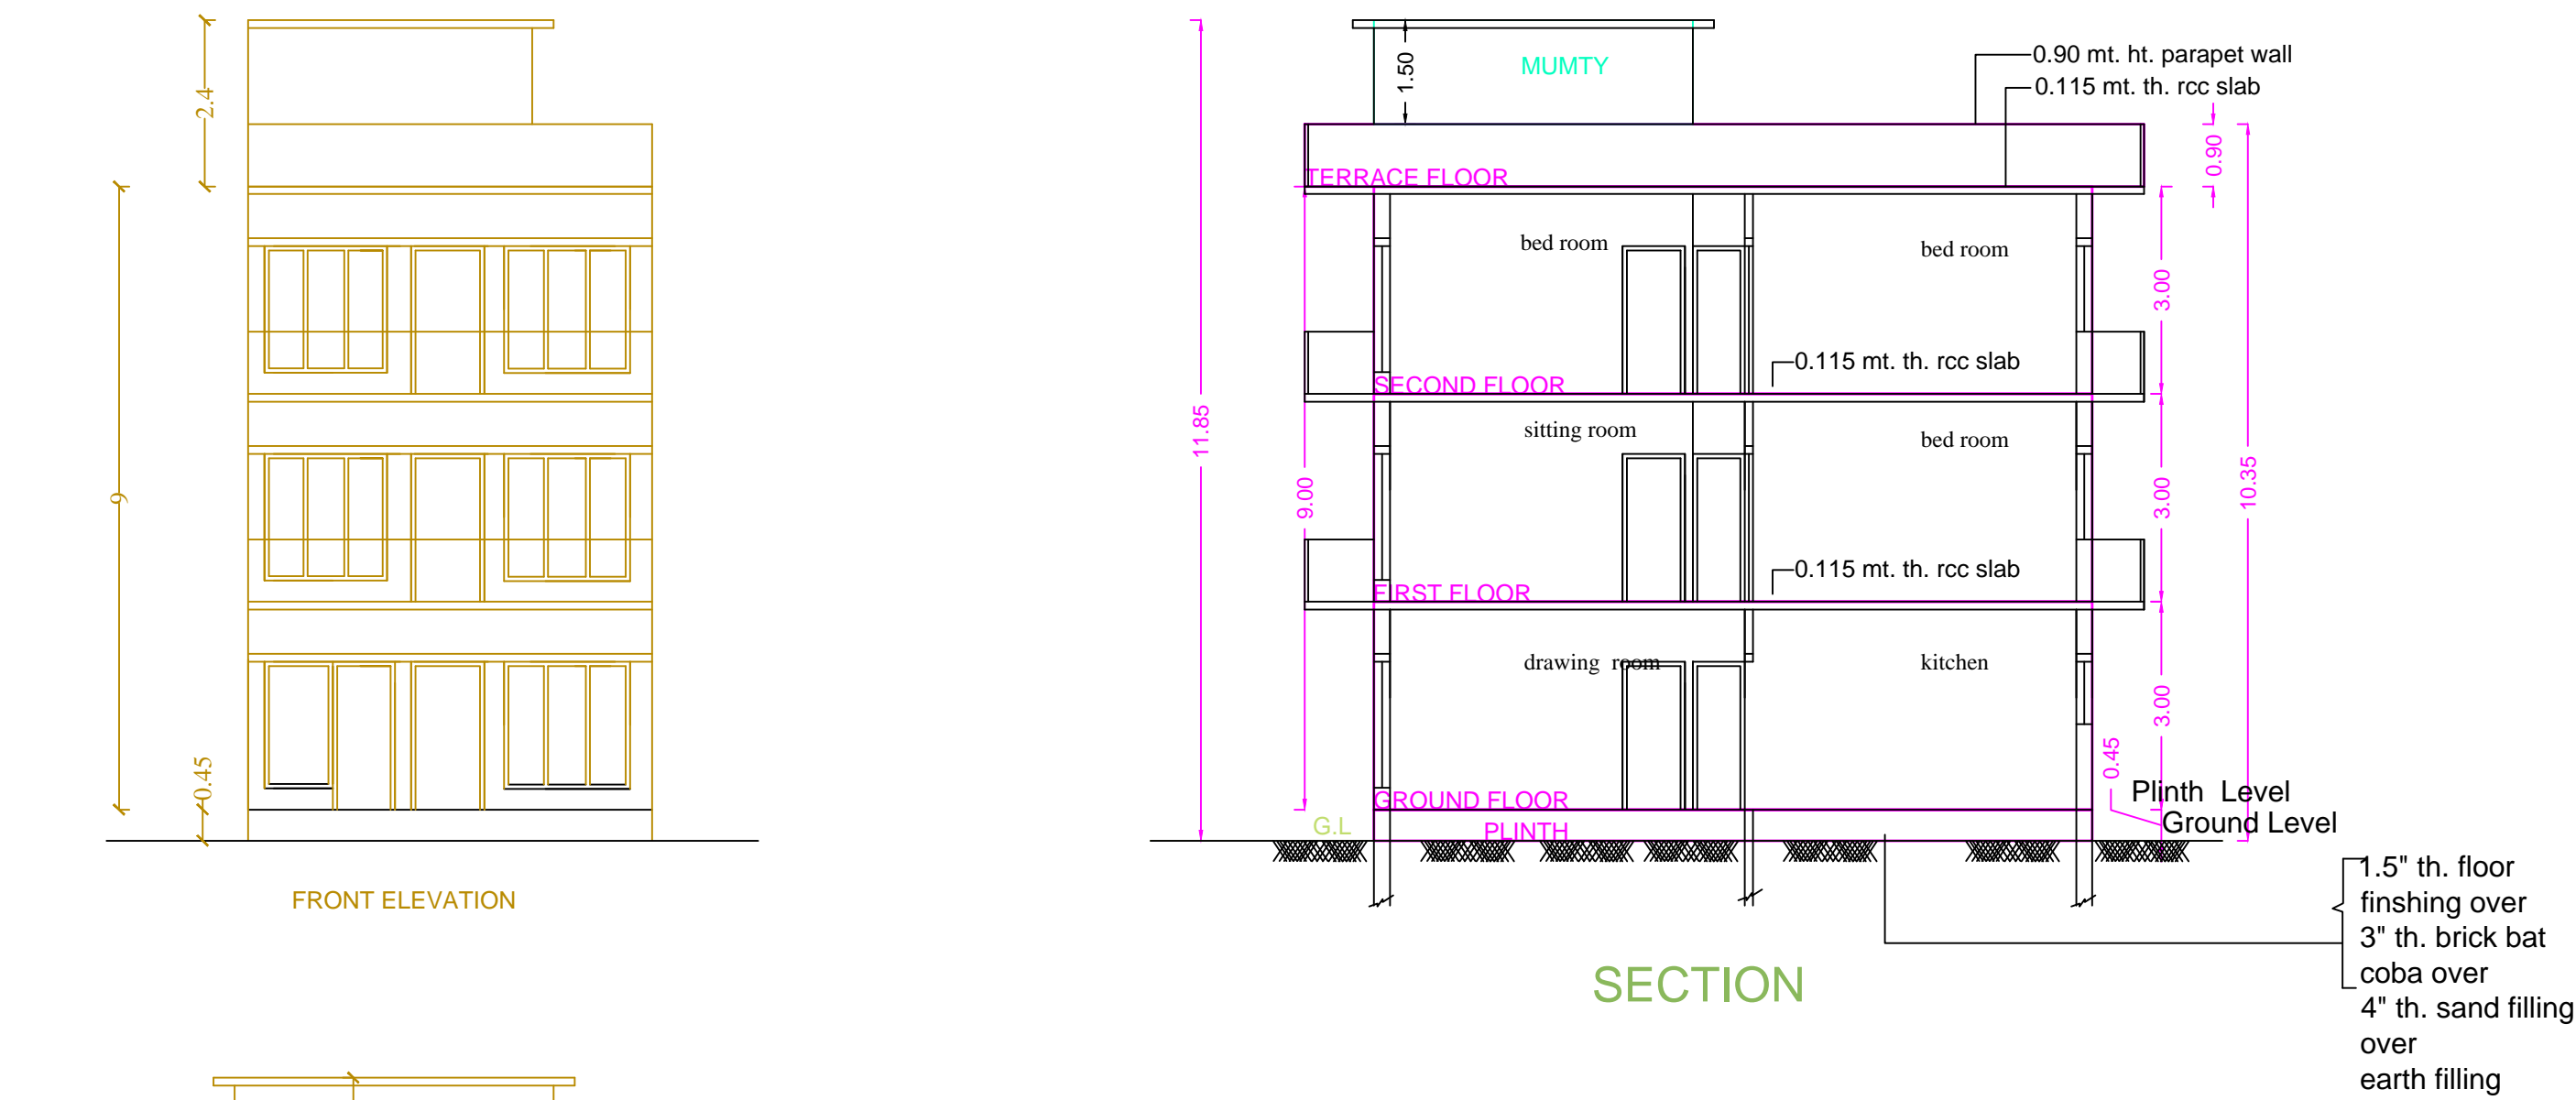 2.4
9
0.45
FRONT ELEVATION
MUMTY
1.50
0.90 mt. ht. parapet wall
0.115 mt. th. rcc slab
0.90
TERRACE FLOOR
bed room
bed room
3.00
0.115 mt. th. rcc slab
SECOND FLOOR
11.85
sitting room
bed room
9.00
3.00
10.35
0.115 mt. th. rcc slab
FIRST FLOOR
drawing room
kitchen
3.00
0.45
GROUND FLOOR
Plinth Level
G.L
PLINTH
Ground Level
1.5" th. floor
finshing over
3" th. brick bat
coba over
4" th. sand filling
over
earth filling
SECTION